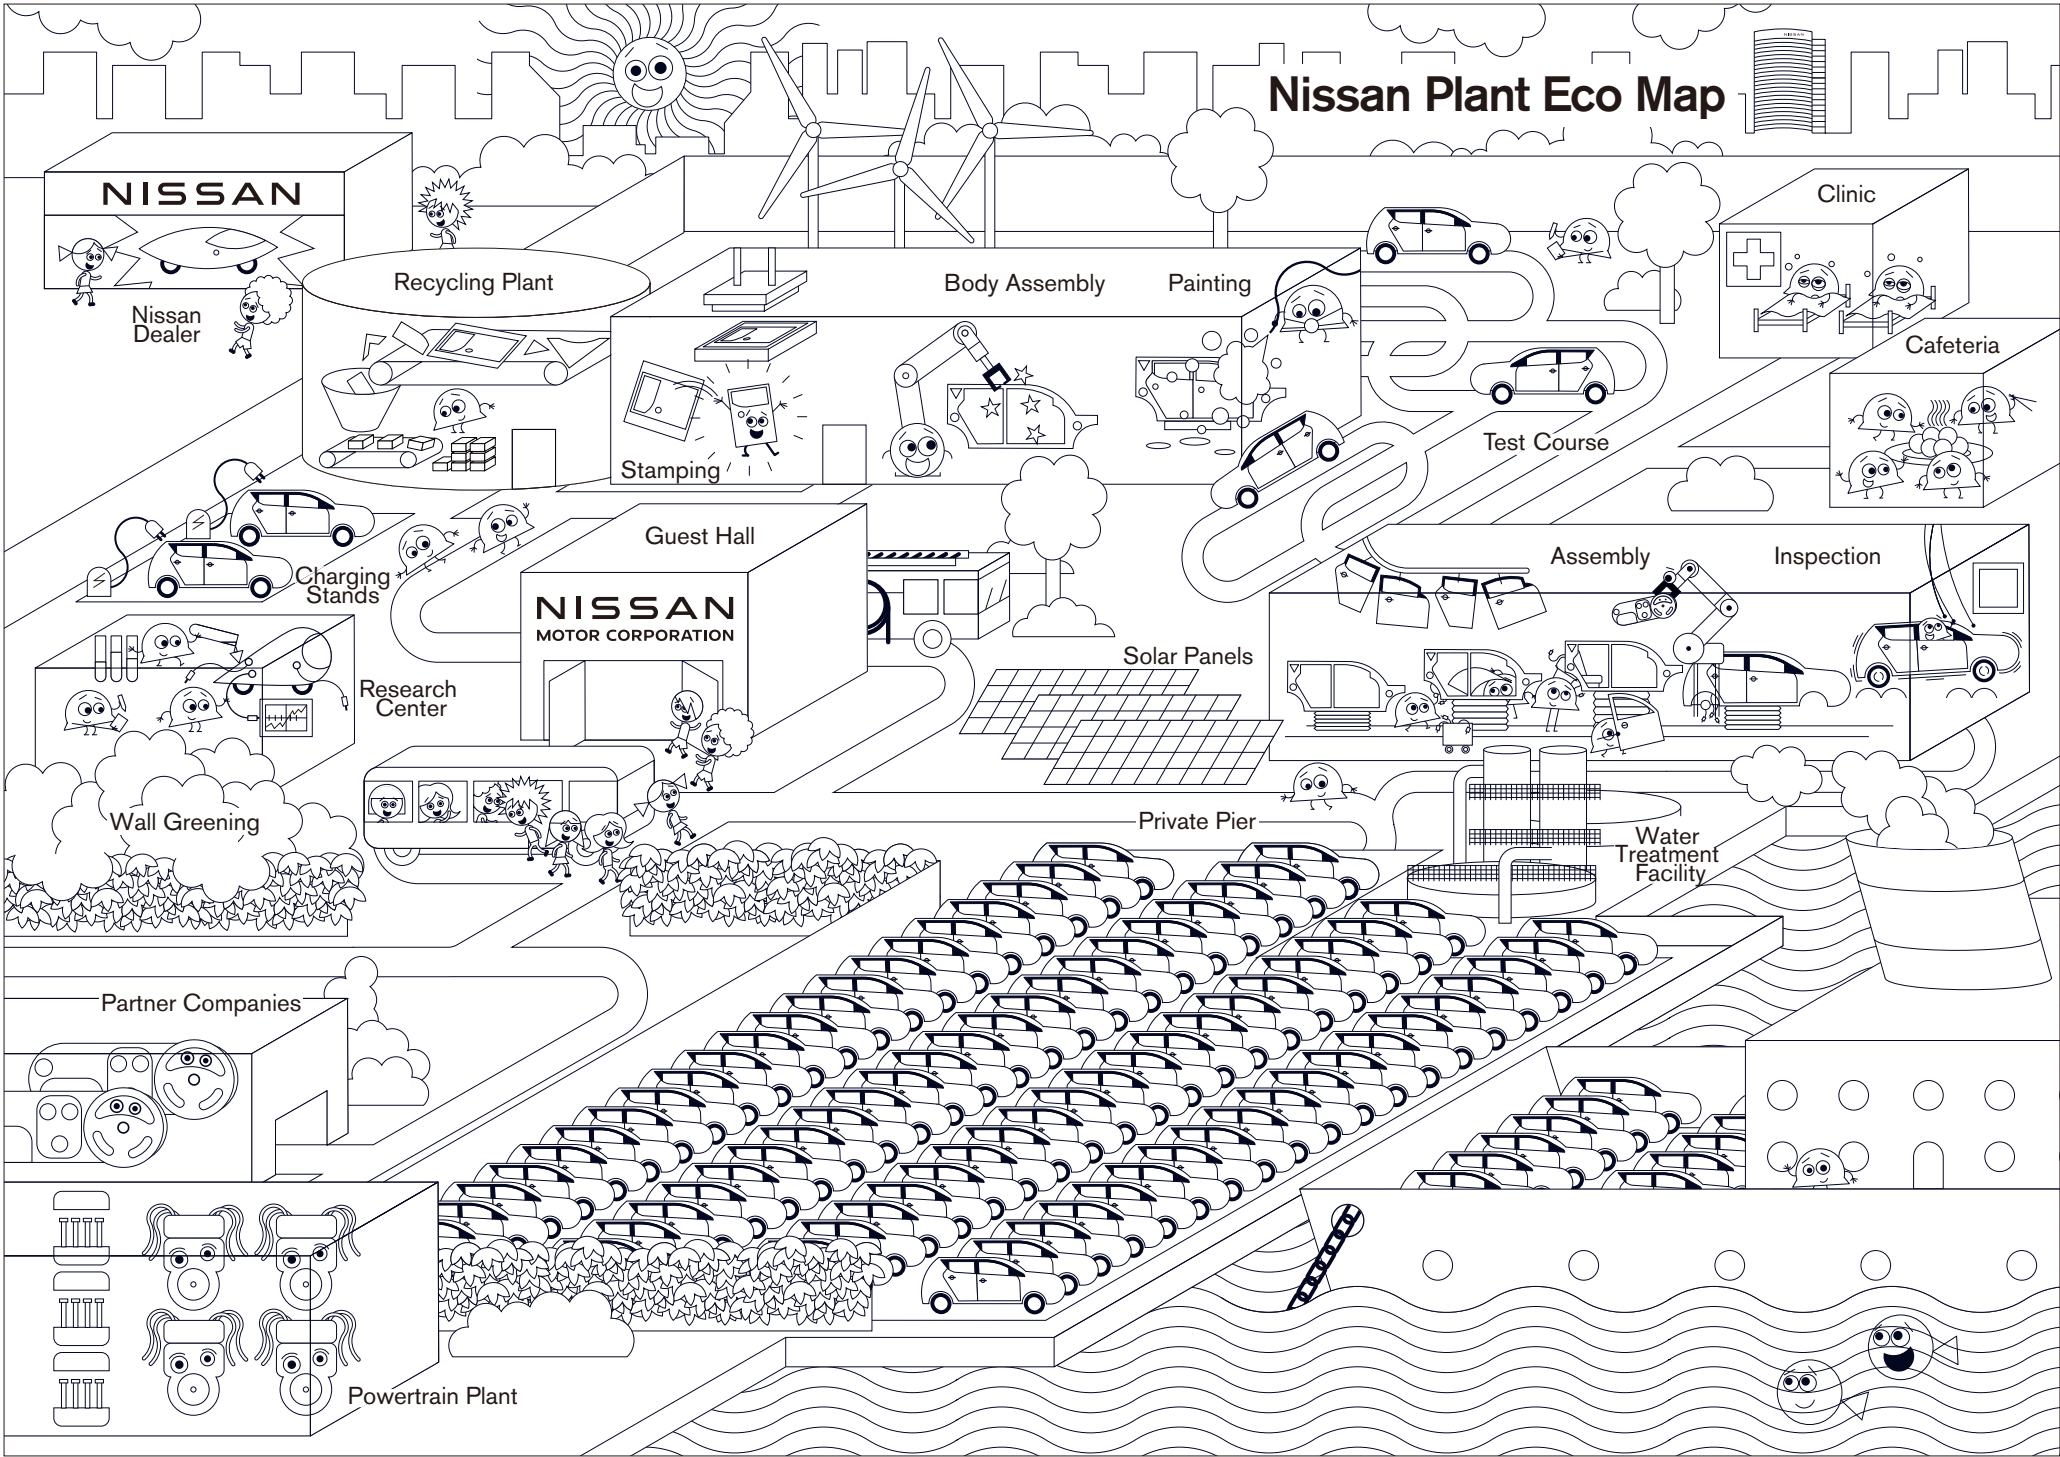 NISSAN
Nissan Plant Eco Map
NISSAN
Clinic
Recycling Plant
Body Assembly
Painting
Nissan
Dealer
Cafeteria
Test Course
Stamping
Guest Hall
Assembly
Inspection
Charging
Stands
NISSAN
MOTOR CORPORATION
Solar Panels
Research
Center
Wall Greening
Private Pier
Water
Treatment
Facility
Partner Companies
Powertrain Plant